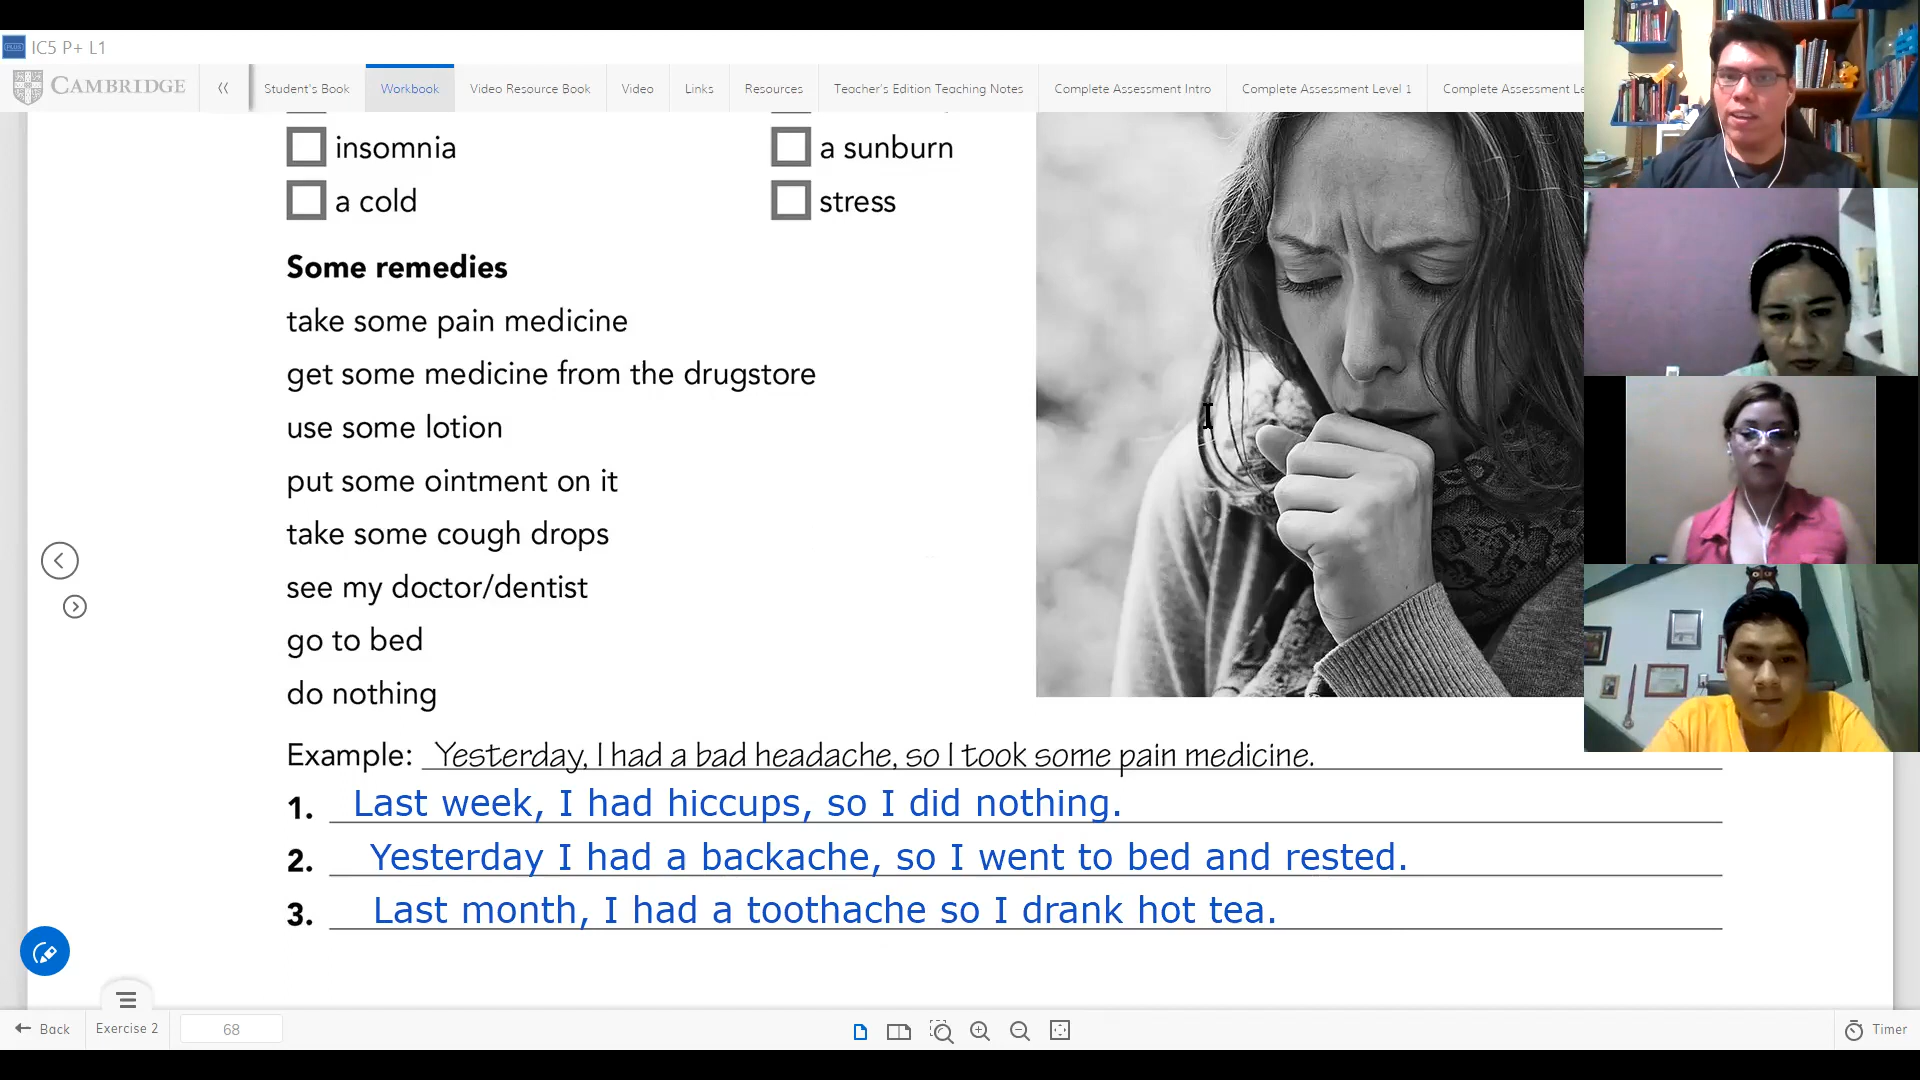 IC5 P+ L1
CAMBRIDGE
Student's Book
Workbook
Video Resource Book
Video
Links
Resources
Teacher's Edition Teaching Notes
Complete Assessment Intro
Complete Assessment Level 1
Complete Assessment Le
insomnia
a sunburn
a cold
stress
Some remedies
take some pain medicine
get some medicine from the drugstore
use some lotion
put some ointment on it
take some cough drops
see my doctor/dentist
go to bed
do nothing
Example: Yesterday, I had a bad headache, so I took some pain medicine.
1. Last week, I had hiccups, so I did nothing.
2. Yesterday I had a backache, so I went to bed and rested.
3. Last month, I had a toothache so I drank hot tea.
Back
Exercise 2
68
Timer